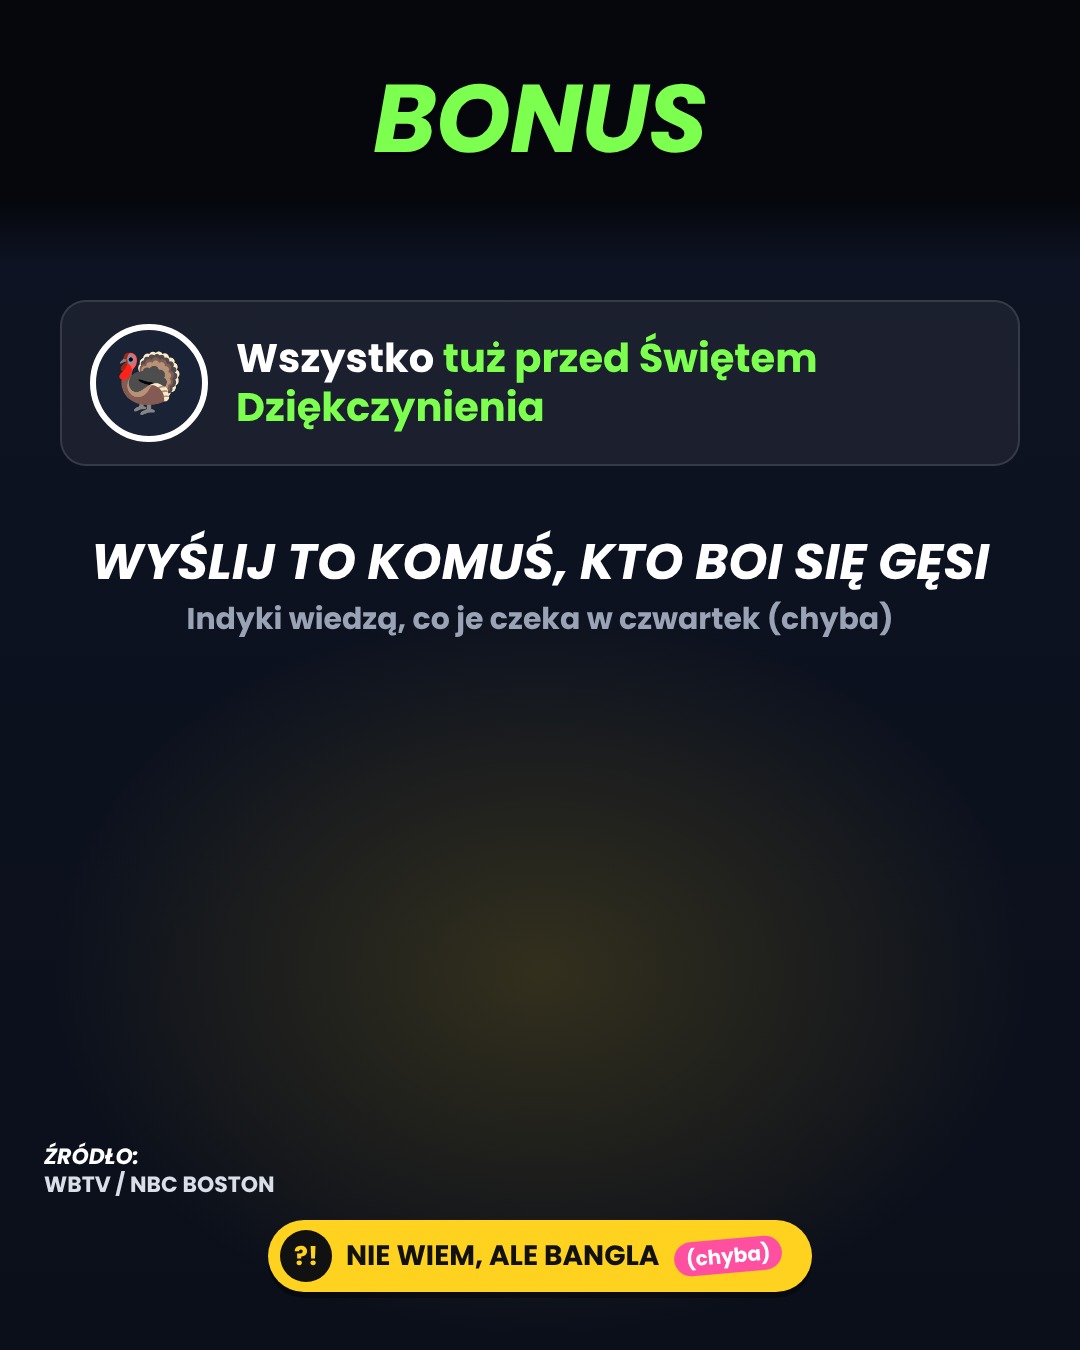 BONUS
Wszystko tuż przed Świętem
Dziękczynienia
WYŚLIJ TO KOMUŚ, KTO BOI SIĘ GĘSI
Indyki wiedzą, co je czeka w czwartek (chyba)
ŹRÓDŁO:
WBTV / NBC BOSTON
?! NIE WIEM, ALE BANGLA (chyba)